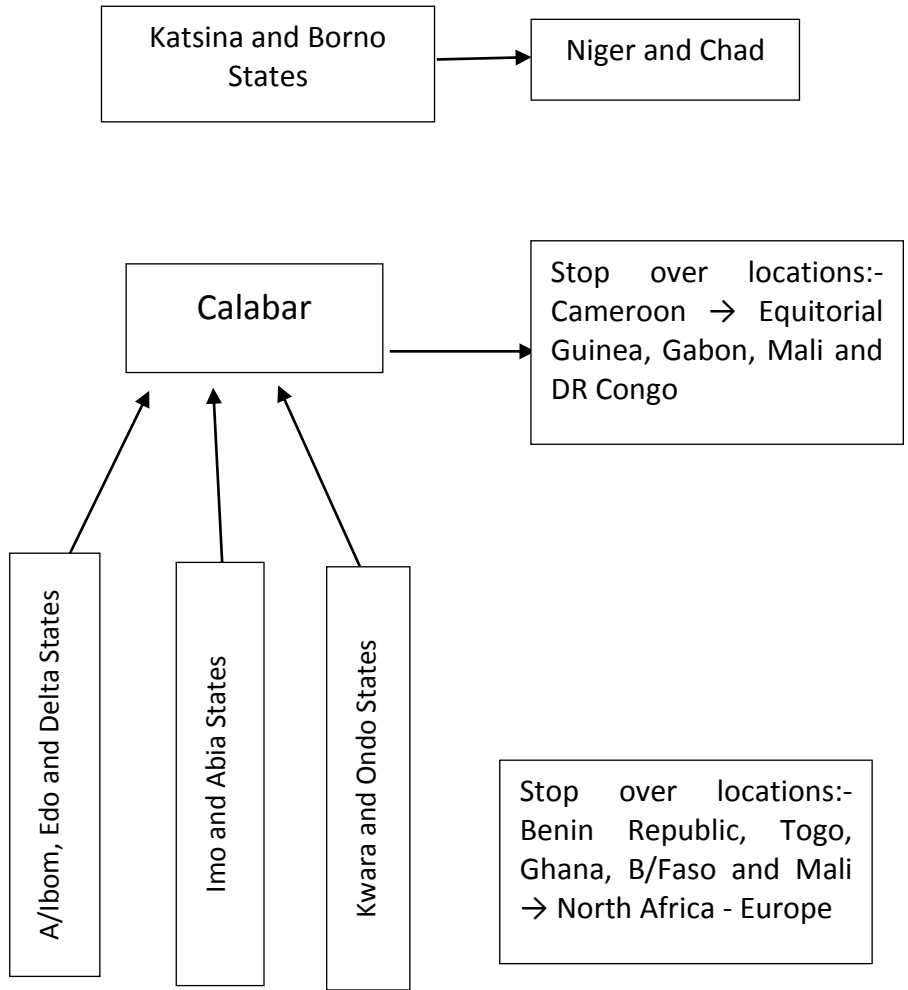 Katsina and Borno
States
Niger and Chad
Calabar
Stop over locations:-
Cameroon → Equitorial
Guinea, Gabon, Mali and
DR Congo
A/Ibom, Edo and Delta States
Imo and Abia States
Kwara and Ondo States
Stop over locations:-
Benin Republic, Togo,
Ghana, B/Faso and Mali
→ North Africa - Europe